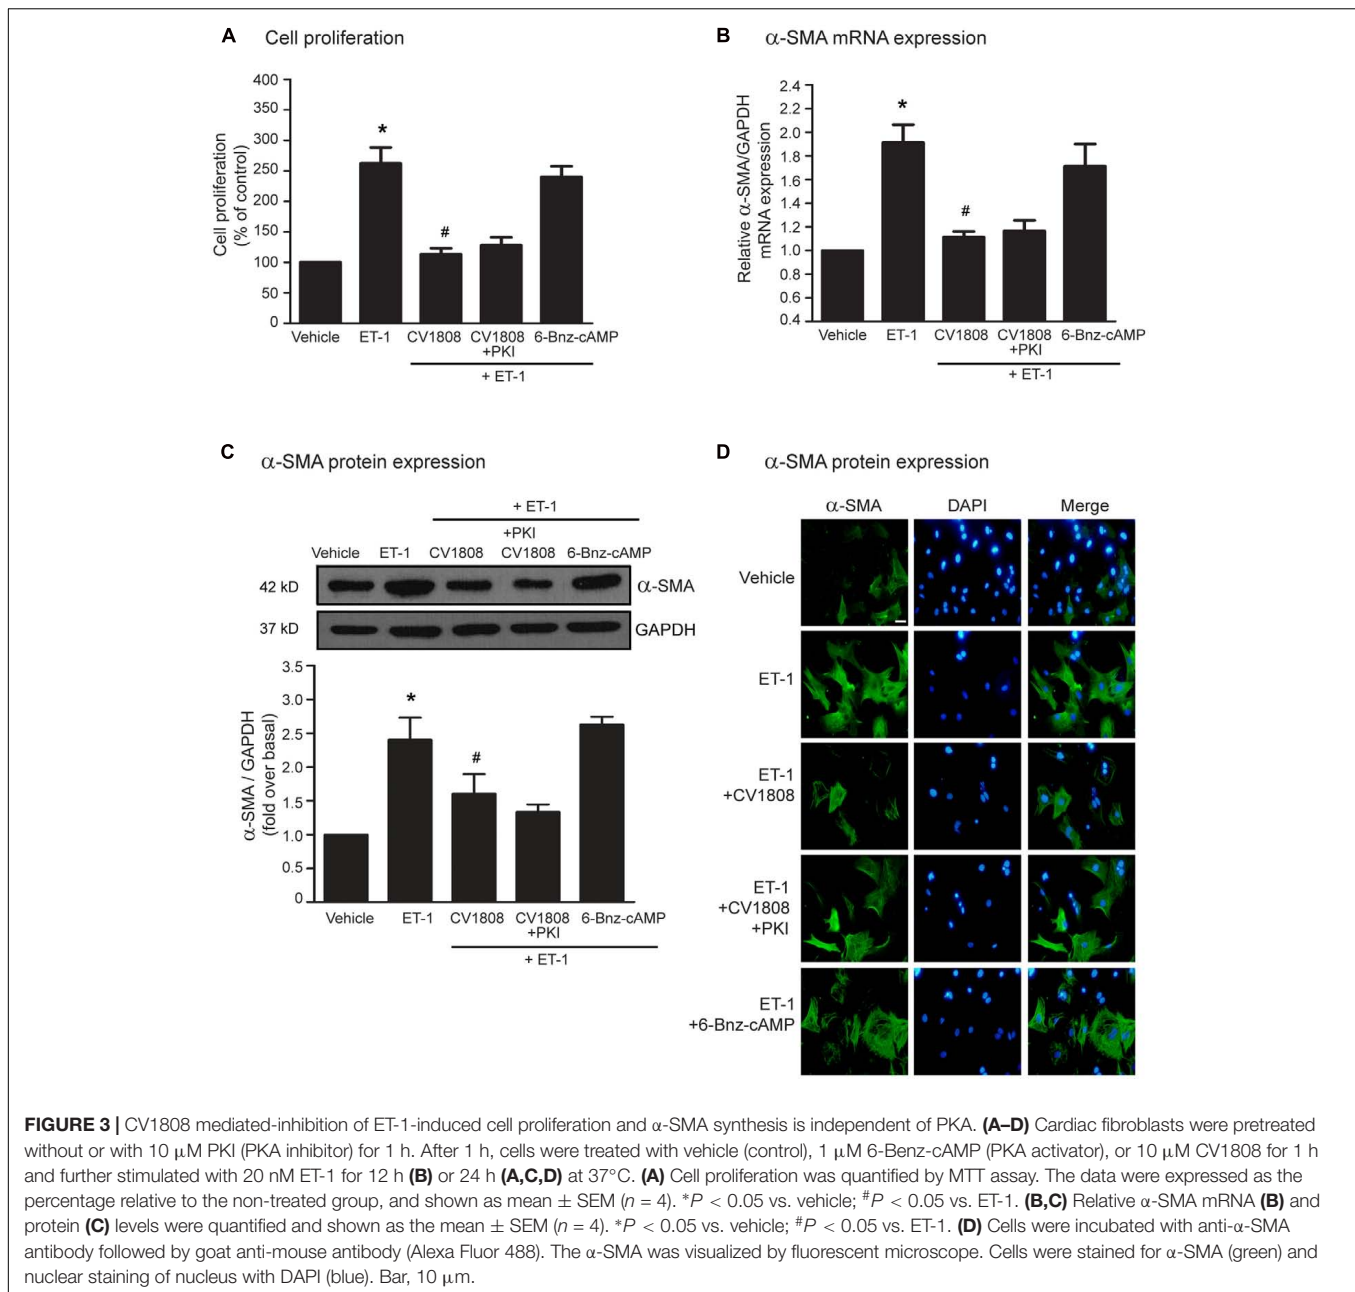 A Cell proliferation
400
350
300
250
200
150
100
50
0
Cell proliferation
(% of control)
*
#
Vehicle ET-1 CV1808 CV1808 6-Bnz-cAMP
+PKI
+ ET-1
B α-SMA mRNA expression
2.4
2.2
2.0
1.8
1.6
1.4
1.2
1.0
0.8
0.6
0.4
Relative α-SMA/GAPDH
mRNA expression
*
#
Vehicle ET-1 CV1808 CV1808 6-Bnz-cAMP
+PKI
+ ET-1
C α-SMA protein expression
+ ET-1
+PKI
Vehicle ET-1 CV1808 CV1808 6-Bnz-cAMP
42 kD α-SMA
37 kD GAPDH
3.5
3.0
2.5
2.0
1.5
1.0
0.5
0
α-SMA / GAPDH
(fold over basal)
*
#
Vehicle ET-1 CV1808 CV1808 6-Bnz-cAMP
+PKI
+ ET-1
D α-SMA protein expression
α-SMA DAPI Merge
Vehicle
ET-1
ET-1
+CV1808
ET-1
+CV1808
+PKI
ET-1
+6-Bnz-cAMP
FIGURE 3 | CV1808 mediated-inhibition of ET-1-induced cell proliferation and α-SMA synthesis is independent of PKA. (A–D) Cardiac fibroblasts were pretreated
without or with 10 μM PKI (PKA inhibitor) for 1 h. After 1 h, cells were treated with vehicle (control), 1 μM 6-Benz-cAMP (PKA activator), or 10 μM CV1808 for 1 h
and further stimulated with 20 nM ET-1 for 12 h (B) or 24 h (A,C,D) at 37°C. (A) Cell proliferation was quantified by MTT assay. The data were expressed as the
percentage relative to the non-treated group, and shown as mean ± SEM (n = 4). *P < 0.05 vs. vehicle; #P < 0.05 vs. ET-1. (B,C) Relative α-SMA mRNA (B) and
protein (C) levels were quantified and shown as the mean ± SEM (n = 4). *P < 0.05 vs. vehicle; #P < 0.05 vs. ET-1. (D) Cells were incubated with anti-α-SMA
antibody followed by goat anti-mouse antibody (Alexa Fluor 488). The α-SMA was visualized by fluorescent microscope. Cells were stained for α-SMA (green) and
nuclear staining of nucleus with DAPI (blue). Bar, 10 μm.